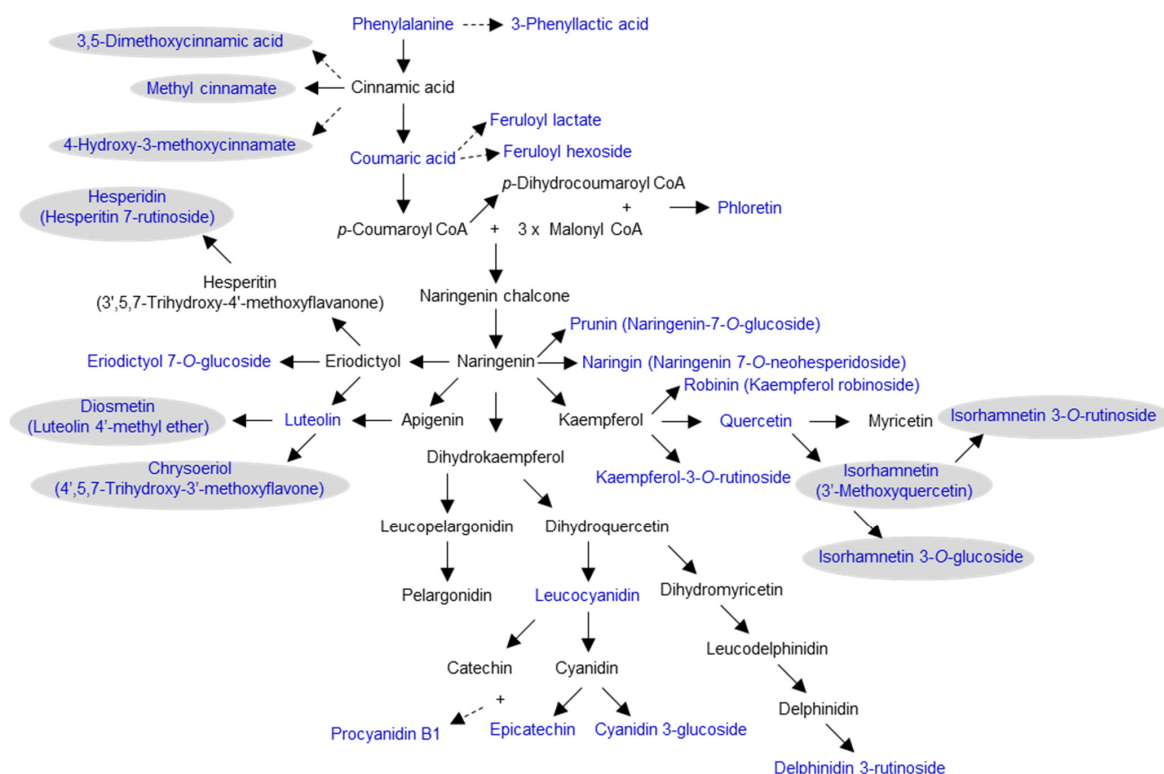 Phenylalanine
3-Phenyllactic acid
3,5-Dimethoxycinnamic acid
Methyl cinnamate
Cinnamic acid
Feruloyl lactate
4-Hydroxy-3-methoxycinnamate
Coumaric acid
Feruloyl hexoside
p-Dihydrocoumaroyl CoA
Hesperidin
(Hesperitin 7-rutinoside)
+
Phloretin
p-Coumaroyl CoA + 3 x Malonyl CoA
Hesperitin
(3',5,7-Trihydroxy-4'-methoxyflavanone)
Naringenin chalcone
Prunin (Naringenin-7-O-glucoside)
Eriodictyol 7-O-glucoside
Eriodictyol
Naringenin
Naringin (Naringenin 7-O-neohesperidoside)
Robinin (Kaempferol robinoside)
Diosmetin
(Luteolin 4’-methyl ether)
Luteolin
Apigenin
Kaempferol
Quercetin
Myricetin
Isorhamnetin 3-O-rutinoside
Chrysoeriol
(4’,5,7-Trihydroxy-3’-methoxyflavone)
Dihydrokaempferol
Kaempferol-3-O-rutinoside
Isorhamnetin
(3’-Methoxyquercetin)
Leucopelargonidin
Dihydroquercetin
Isorhamnetin 3-O-glucoside
Pelargonidin
Leucocyanidin
Dihydromyricetin
Catechin
Cyanidin
Leucodelphinidin
+
Procyanidin B1
Epicatechin
Cyanidin 3-glucoside
Delphinidin
Delphinidin 3-rutinoside